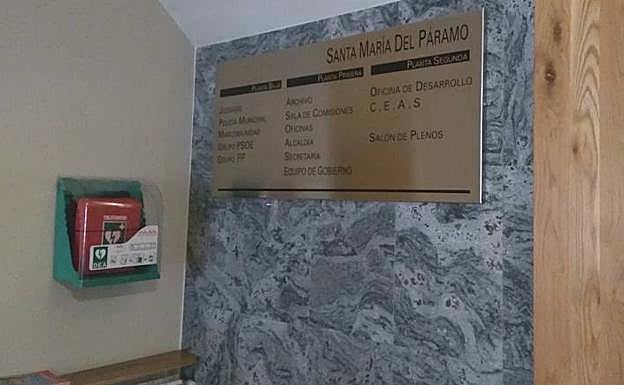 SANTA MARÍA DEL PÁRAMO
PLANTA BAJA
JUZGADO
POLICÍA MUNICIPAL
MANCOMUNIDAD
GRUPO PSOE
GRUPO PP
PLANTA PRIMERA
ARCHIVO
SALA DE COMISIONES
OFICINAS
ALCALDÍA
SECRETARÍA
EQUIPO DE GOBIERNO
PLANTA SEGUNDA
OFICINA DE DESARROLLO
C.E.A.S
SALÓN DE PLENOS
DEA